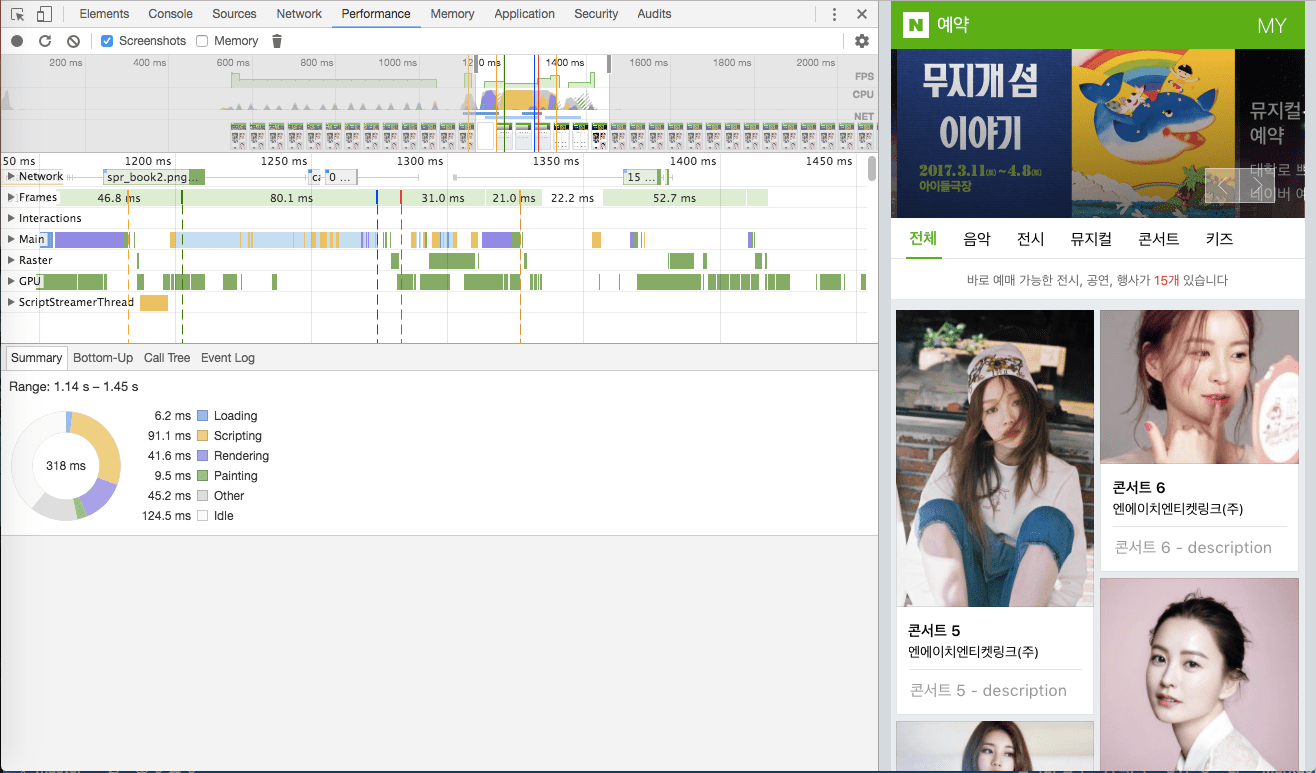 Elements Console Sources Network Performance Memory Application Security Audits
Screenshots Memory
200 ms 400 ms 600 ms 800 ms 1000 ms 1400 ms 1600 ms 1800 ms 2000 ms
FPS
CPU
NET
50 ms 1200 ms 1250 ms 1300 ms 1350 ms 1400 ms 1450 ms
Network spr_book2.png... 0 ... 15 ...
Frames 46.8 ms 80.1 ms 31.0 ms 21.0 ms 22.2 ms 52.7 ms
Interactions
Main
Raster
GPU
ScriptStreamerThread
Summary Bottom-Up Call Tree Event Log
Range: 1.14 s – 1.45 s
318 ms
6.2 ms Loading
91.1 ms Scripting
41.6 ms Rendering
9.5 ms Painting
45.2 ms Other
124.5 ms Idle
N 예약 MY
무지개 섬
이야기
2017.3.11(토)~4.8(토)
아이들극장
뮤지컬
예약
대학로
네이버
전체 음악 전시 뮤지컬 콘서트 키즈
바로 예매 가능한 전시, 공연, 행사가 15개 있습니다
콘서트 6
엔에이치엔티켓링크(주)
콘서트 6 - description
콘서트 5
엔에이치엔티켓링크(주)
콘서트 5 - description